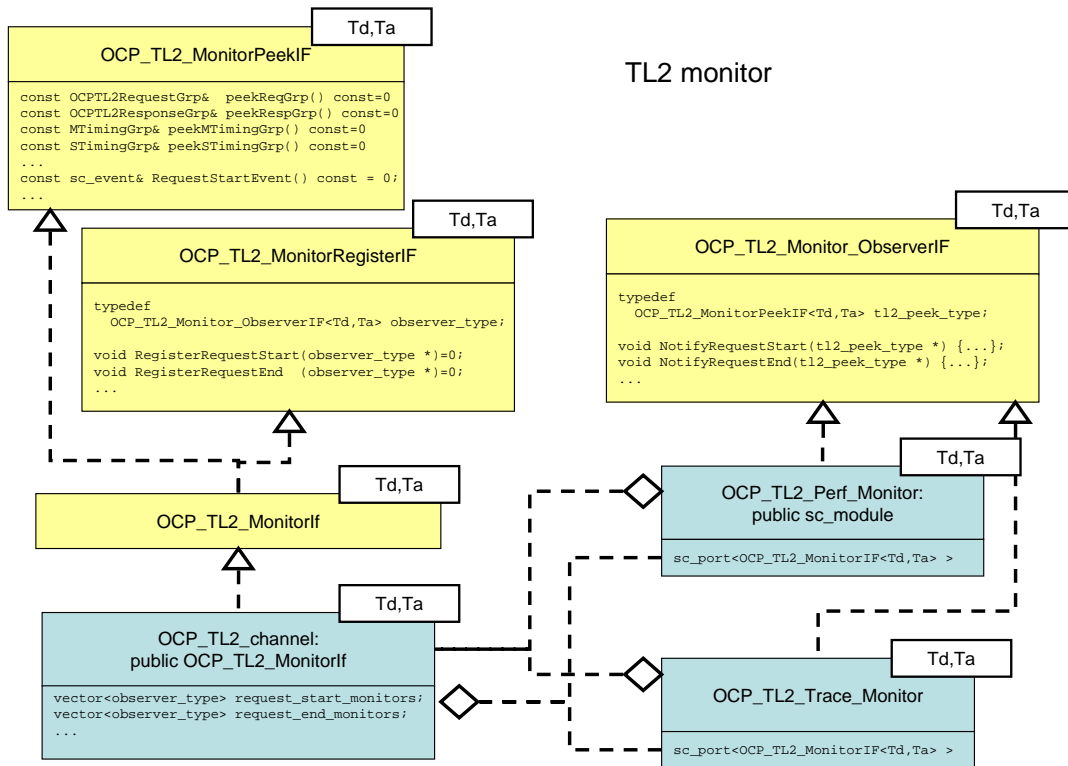 Td,Ta
OCP_TL2_MonitorPeekIF
const OCPTL2RequestGrp&  peekReqGrp() const=0
const OCPTL2ResponseGrp& peekRespGrp() const=0
const MTimingGrp& peekMTimingGrp() const=0
const STimingGrp& peekSTimingGrp() const=0
...
const sc_event& RequestStartEvent() const = 0;
...
TL2 monitor
Td,Ta
OCP_TL2_MonitorRegisterIF
typedef
OCP_TL2_Monitor_ObserverIF<Td,Ta> observer_type;
void RegisterRequestStart(observer_type *)=0;
void RegisterRequestEnd  (observer_type *)=0;
...
Td,Ta
OCP_TL2_Monitor_ObserverIF
typedef
OCP_TL2_MonitorPeekIF<Td,Ta> tl2_peek_type;
void NotifyRequestStart(tl2_peek_type *) {...};
void NotifyRequestEnd(tl2_peek_type *) {...};
...
Td,Ta
OCP_TL2_MonitorIf
Td,Ta
OCP_TL2_Perf_Monitor:
public sc_module
sc_port<OCP_TL2_MonitorIF<Td,Ta> >
Td,Ta
OCP_TL2_channel:
public OCP_TL2_MonitorIf
vector<observer_type> request_start_monitors;
vector<observer_type> request_end_monitors;
...
Td,Ta
OCP_TL2_Trace_Monitor
sc_port<OCP_TL2_MonitorIF<Td,Ta> >